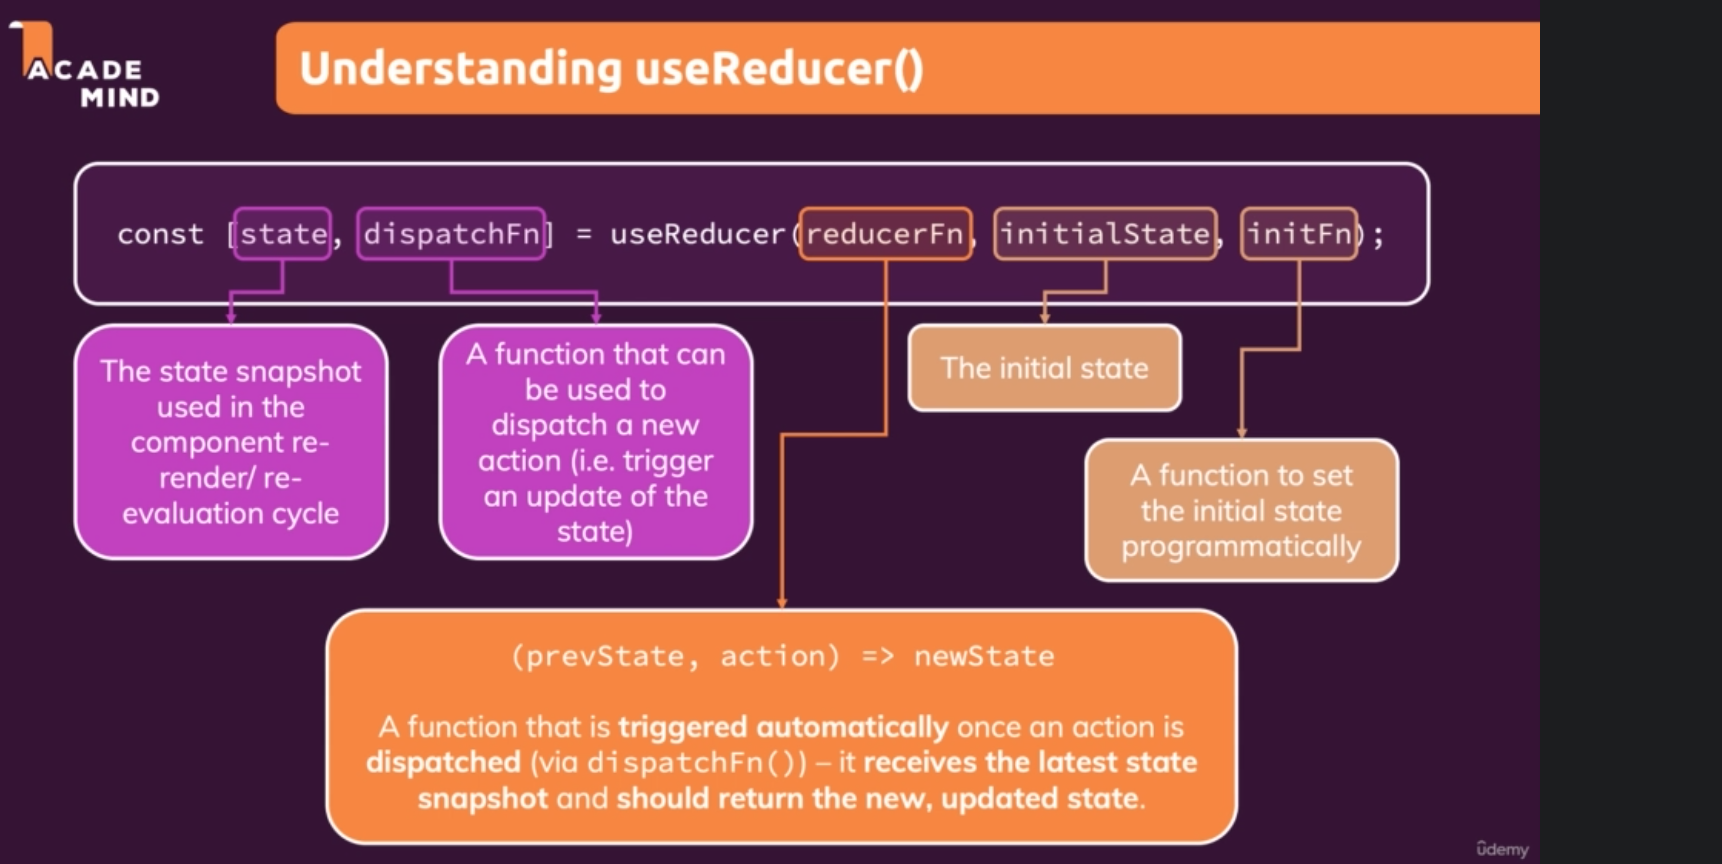 ACADE
MIND
Understanding useReducer()
const [state, dispatchFn] = useReducer(reducerFn, initialState, initFn);
The state snapshot
used in the
component re-
render/ re-
evaluation cycle
A function that can
be used to
dispatch a new
action (i.e. trigger
an update of the
state)
The initial state
A function to set
the initial state
programmatically
(prevState, action) => newState
A function that is triggered automatically once an action is
dispatched (via dispatchFn()) – it receives the latest state
snapshot and should return the new, updated state.
ûdemy